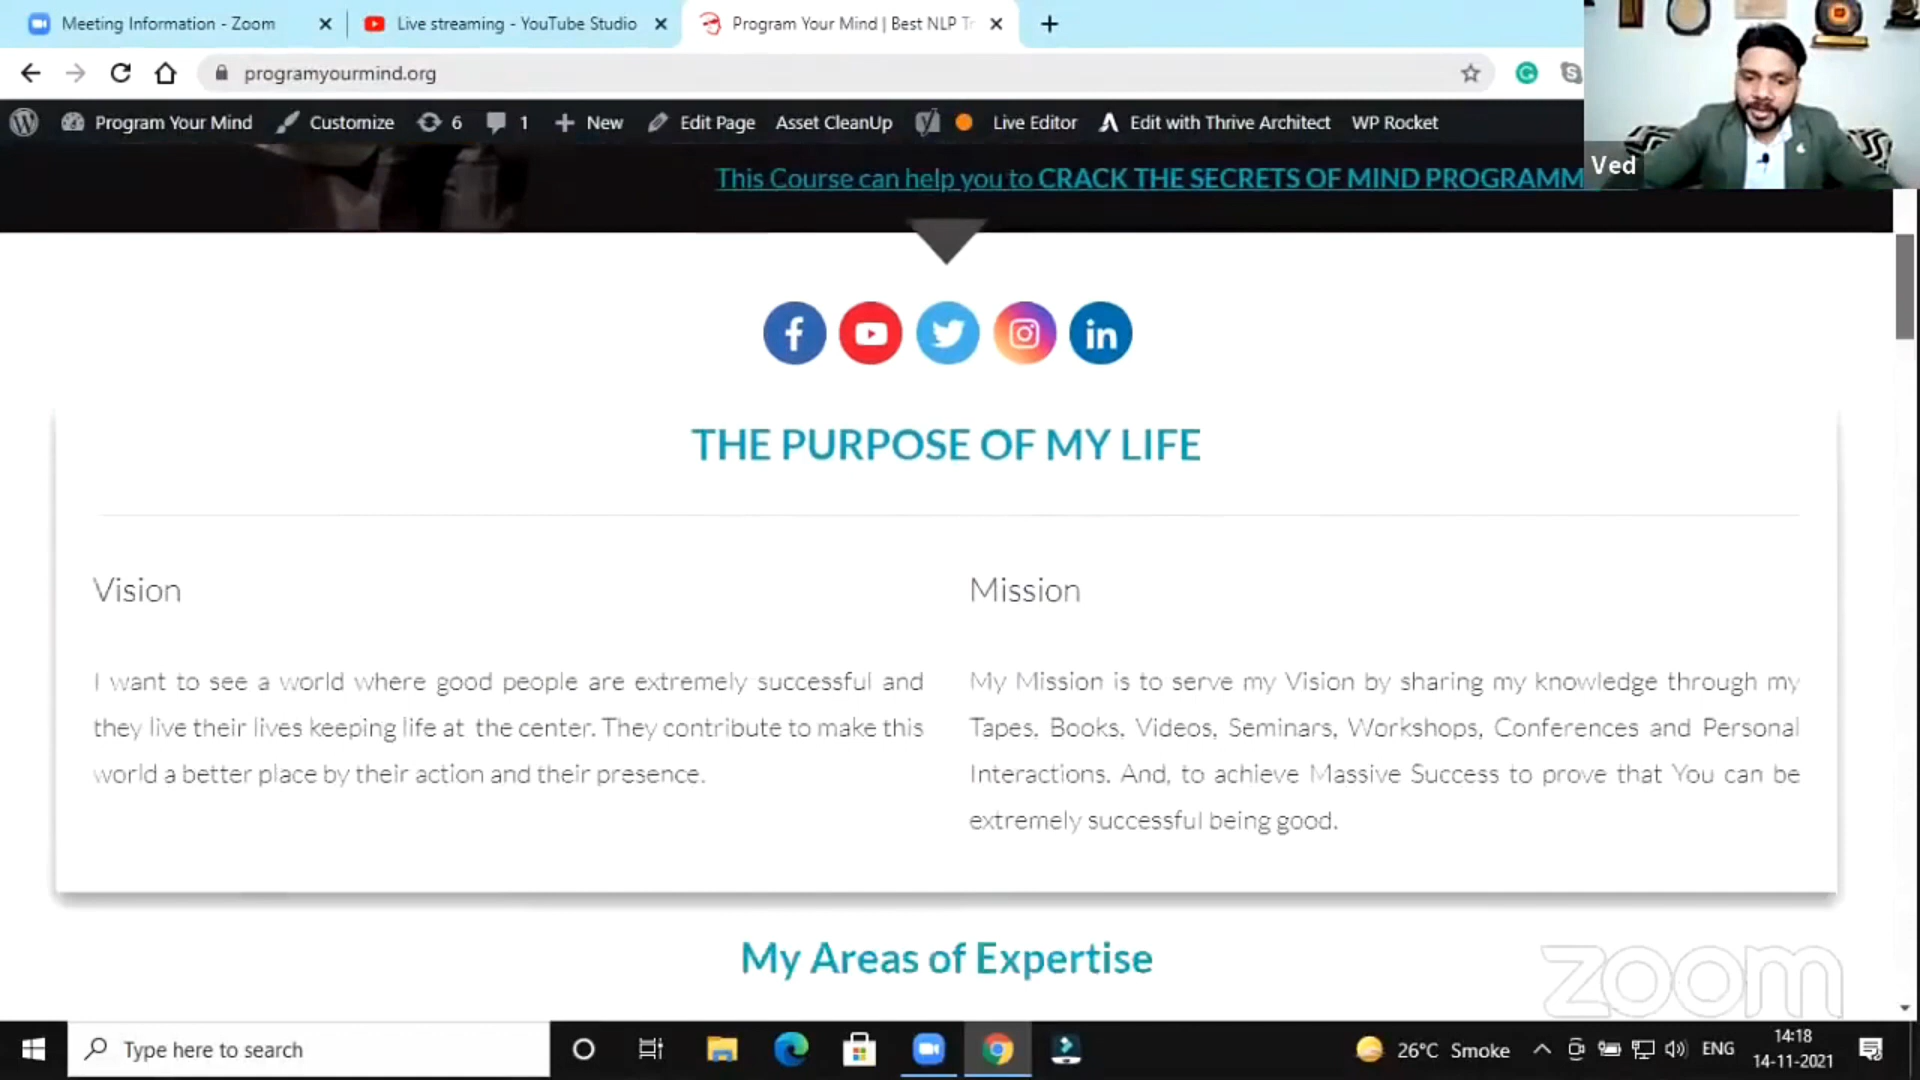 Meeting Information - Zoom
Live streaming - YouTube Studio
Program Your Mind | Best NLP Tr
programyourmind.org
Program Your Mind
Customize
6
1
New
Edit Page
Asset CleanUp
Live Editor
Edit with Thrive Architect
WP Rocket
Ved
This Course can help you to CRACK THE SECRETS OF MIND PROGRAMM
THE PURPOSE OF MY LIFE
Vision
I want to see a world where good people are extremely successful and
they live their lives keeping life at the center. They contribute to make this
world a better place by their action and their presence.
Mission
My Mission is to serve my Vision by sharing my knowledge through my
Tapes, Books, Videos, Seminars, Workshops, Conferences and Personal
Interactions. And, to achieve Massive Success to prove that You can be
extremely successful being good.
My Areas of Expertise
zoom
Type here to search
26°C Smoke
ENG
14:18
14-11-2021